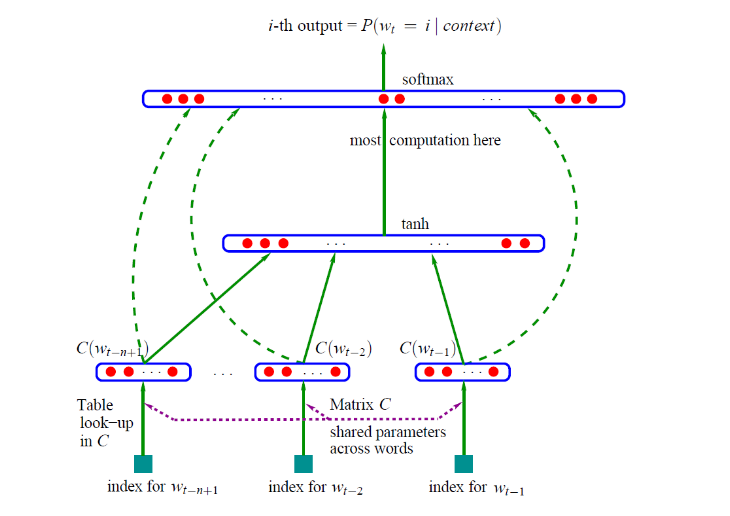 i-th output = P(w_t = i | context)
softmax
. . .
. . .
most computation here
tanh
. . .
. . .
C(w_{t−n+1})
C(w_{t−2})
C(w_{t−1})
. . .
. . .
. . .
. . .
Table
look−up
in C
Matrix C
shared parameters
across words
index for w_{t−n+1}
index for w_{t−2}
index for w_{t−1}